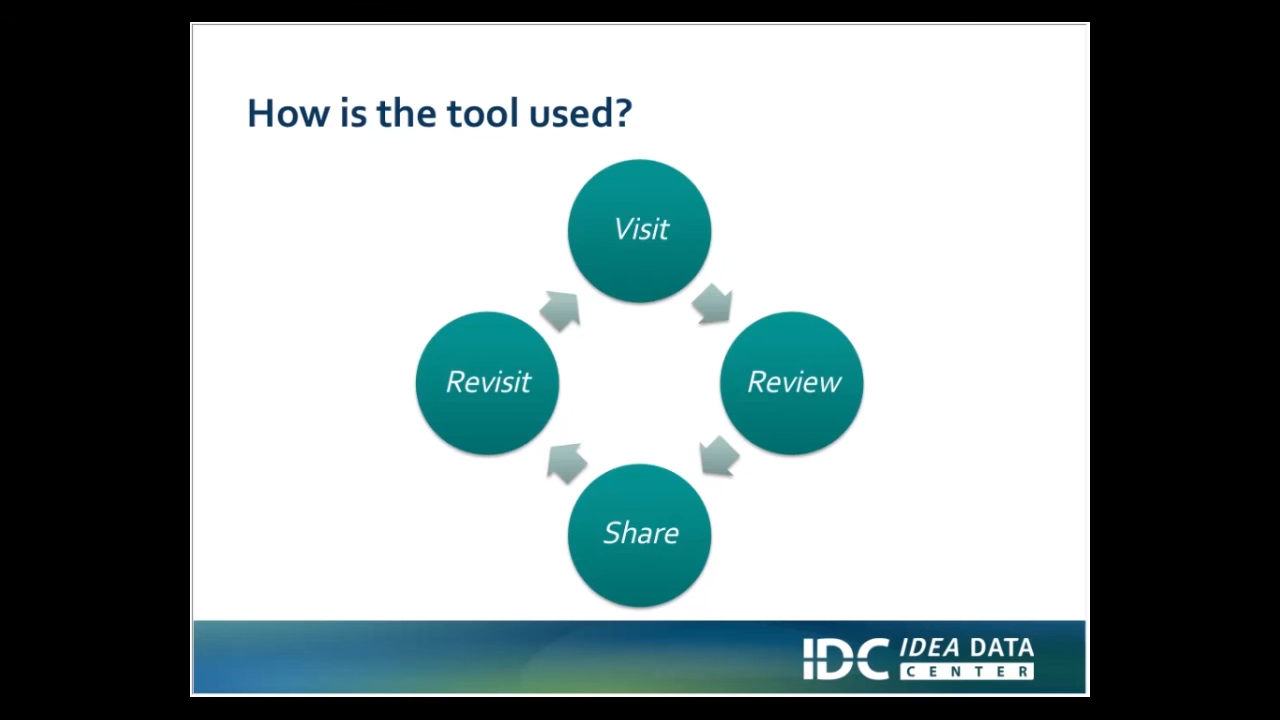 How is the tool used?
Visit
Revisit
Review
Share
IDC IDEA DATA
CENTER